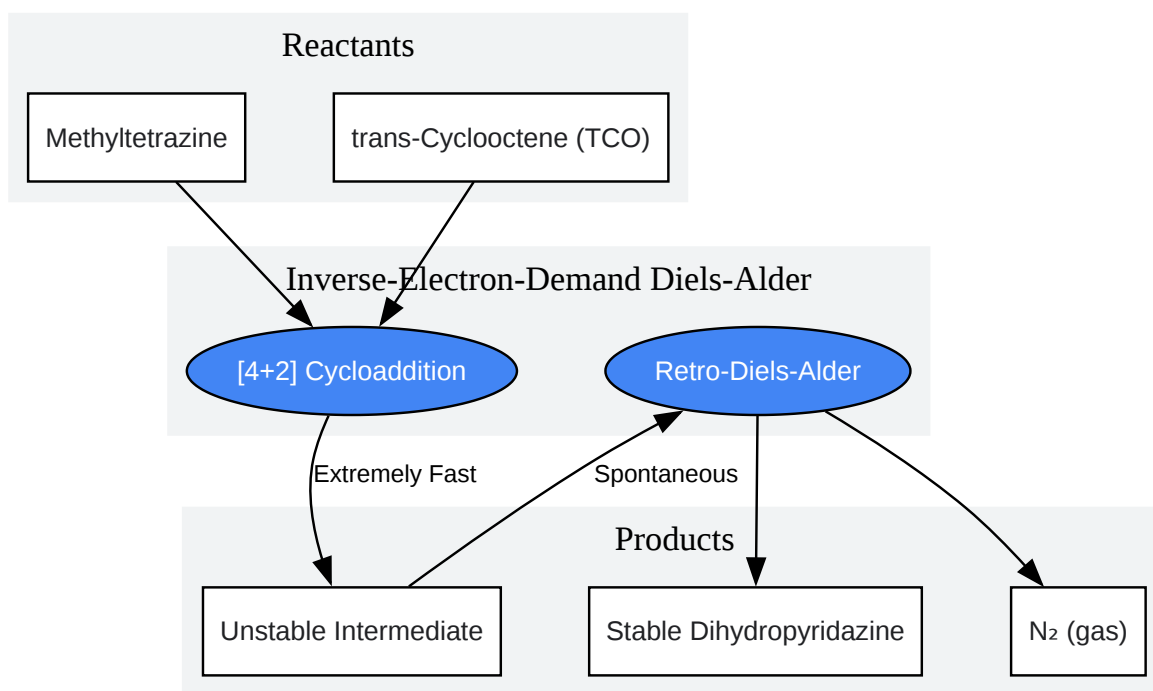 Reactants
Methyltetrazine
trans-Cyclooctene (TCO)
Inverse-Electron-Demand Diels-Alder
[4+2] Cycloaddition
Retro-Diels-Alder
Extremely Fast
Spontaneous
Products
Unstable Intermediate
Stable Dihydropyridazine
N₂ (gas)